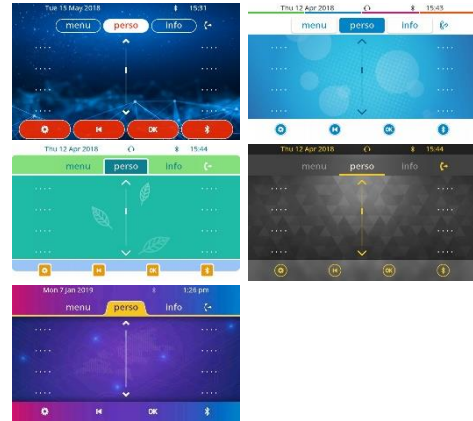 Tue 15 May 2018 15:31
menu perso info
OK
Thu 12 Apr 2018 15:43
menu perso info
OK
Thu 12 Apr 2018 15:44
menu perso info
OK
Thu 12 Apr 2018 15:44
menu perso info
OK
Mon 7 Jan 2019 1:26 pm
menu perso info
OK